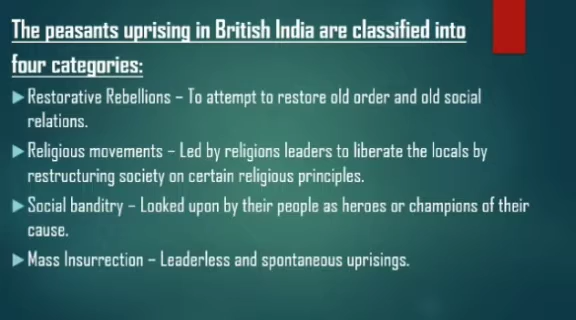 The peasants uprising in British India are classified into
four categories:
Restorative Rebellions – To attempt to restore old order and old social
relations.
Religious movements – Led by religions leaders to liberate the locals by
restructuring society on certain religious principles.
Social banditry – Looked upon by their people as heroes or champions of their
cause.
Mass Insurrection – Leaderless and spontaneous uprisings.